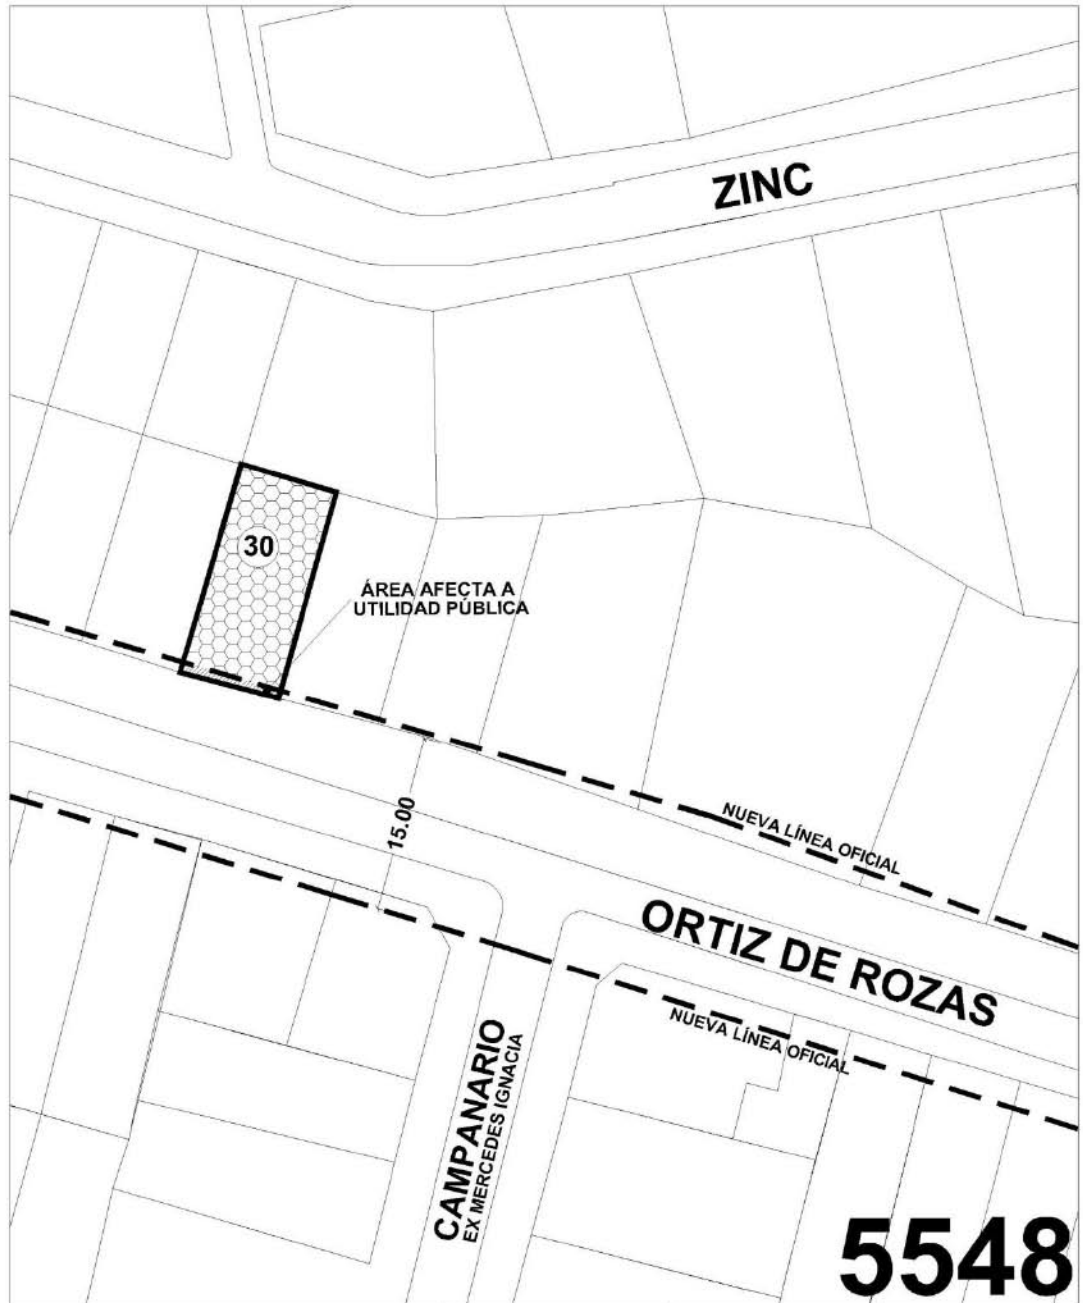 ZINC
30
ÁREA AFECTA A
UTILIDAD PÚBLICA
15.00
NUEVA LÍNEA OFICIAL
ORTIZ DE ROZAS
NUEVA LÍNEA OFICIAL
CAMPANARIO
EX MERCEDES IGNACIA
5548